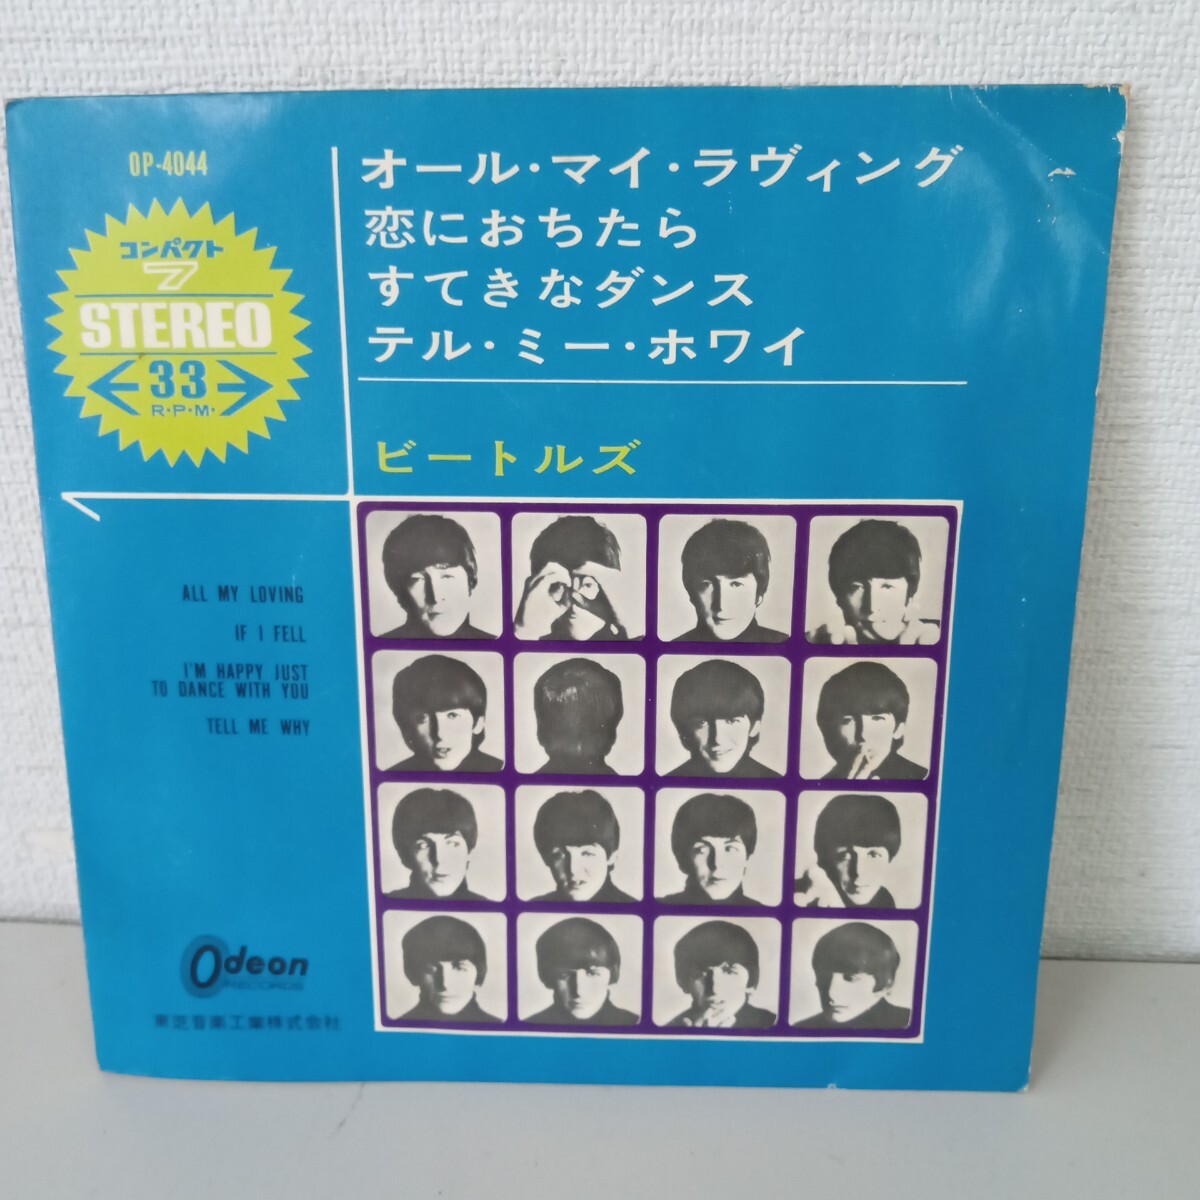 OP-4044
コンパクト
7
STEREO
33
R·P·M·
オール・マイ・ラヴィング
恋におちたら
すてきなダンス
テル・ミー・ホワイ
ビートルズ
ALL MY LOVING
IF I FELL
I'M HAPPY JUST
TO DANCE WITH YOU
TELL ME WHY
Odeon
RECORDS
東芝音楽工業株式会社